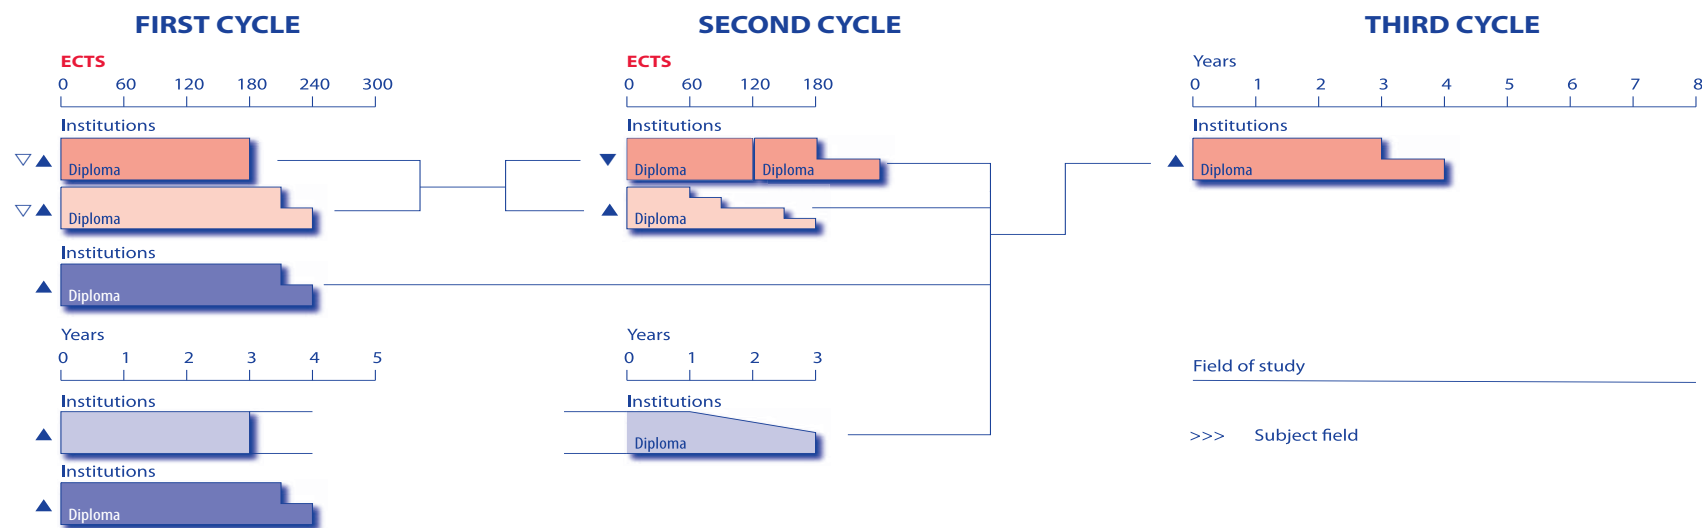 FIRST CYCLE
ECTS
0 60 120 180 240 300
Institutions
Diploma
Diploma
Institutions
Diploma
Years
0 1 2 3 4 5
Institutions
Institutions
Diploma
SECOND CYCLE
ECTS
0 60 120 180
Institutions
Diploma Diploma
Diploma
Years
0 1 2 3
Institutions
Diploma
THIRD CYCLE
Years
0 1 2 3 4 5 6 7 8
Institutions
Diploma
Field of study
>>> Subject field